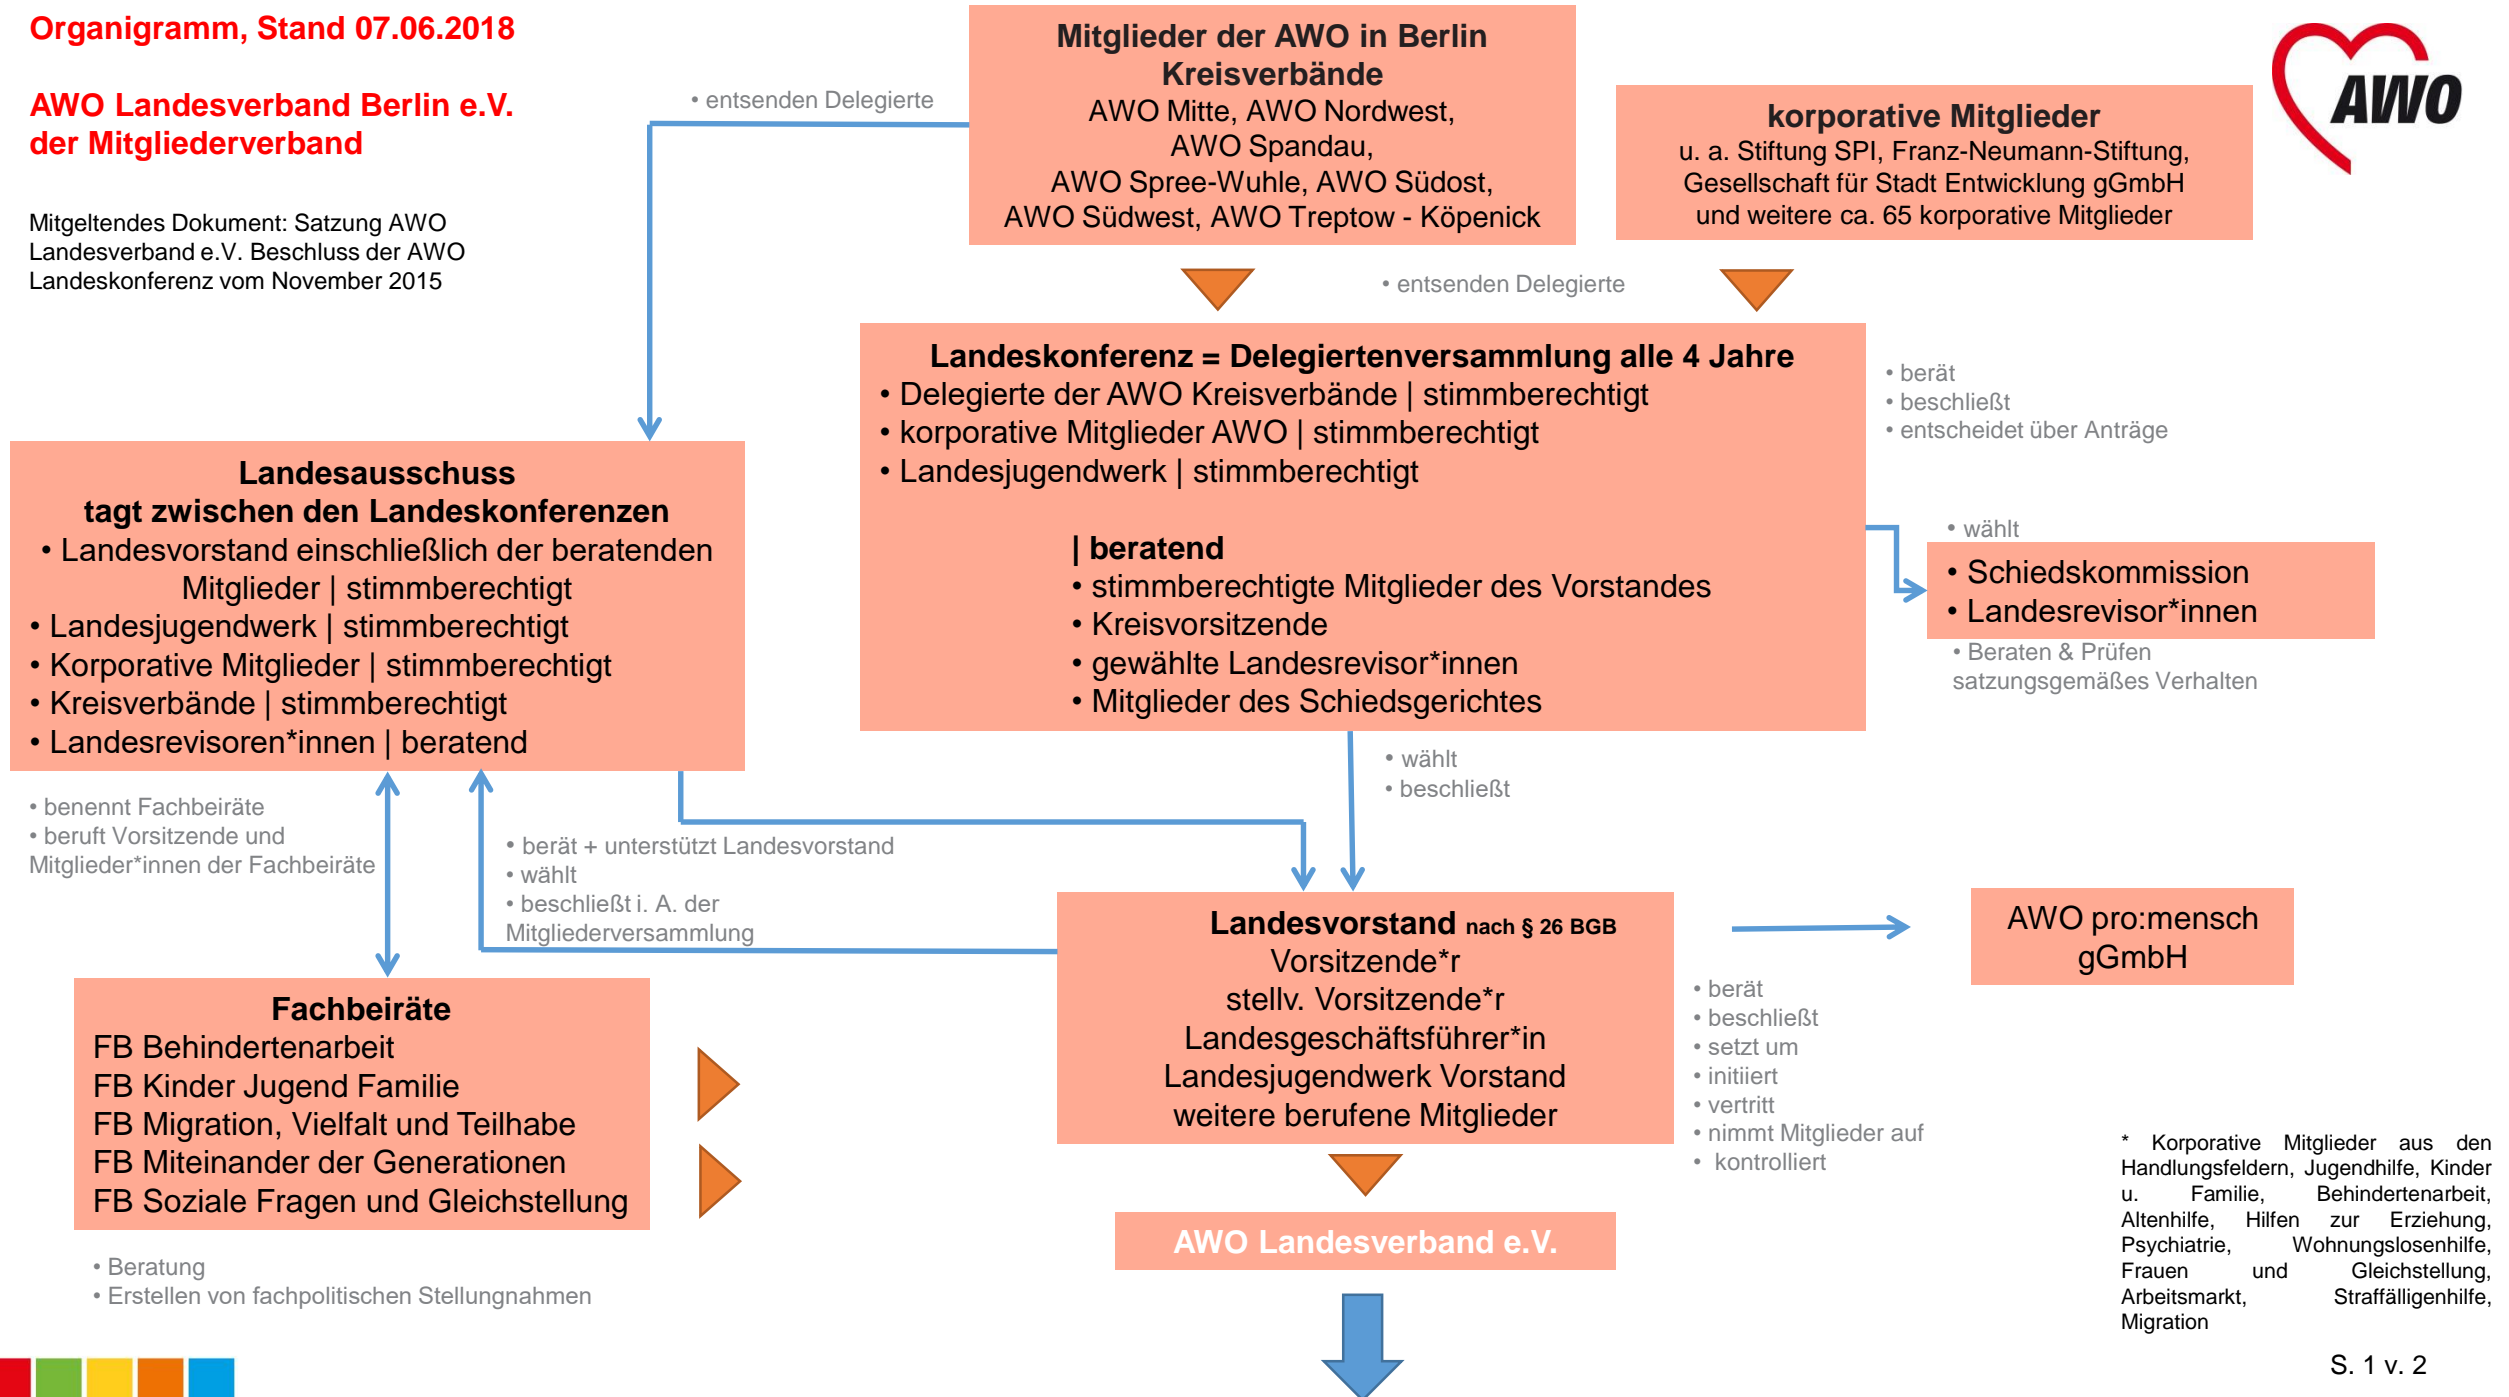 Organigramm, Stand 07.06.2018
AWO Landesverband Berlin e.V.
der Mitgliederverband
Mitgeltendes Dokument: Satzung AWO
Landesverband e.V. Beschluss der AWO
Landeskonferenz vom November 2015
• entsenden Delegierte
Mitglieder der AWO in Berlin
Kreisverbände
AWO Mitte, AWO Nordwest,
AWO Spandau,
AWO Spree-Wuhle, AWO Südost,
AWO Südwest, AWO Treptow - Köpenick
korporative Mitglieder
u. a. Stiftung SPI, Franz-Neumann-Stiftung,
Gesellschaft für Stadt Entwicklung gGmbH
und weitere ca. 65 korporative Mitglieder
AWO
• entsenden Delegierte
Landeskonferenz = Delegiertenversammlung alle 4 Jahre
• Delegierte der AWO Kreisverbände | stimmberechtigt
• korporative Mitglieder AWO | stimmberechtigt
• Landesjugendwerk | stimmberechtigt
| beratend
• stimmberechtigte Mitglieder des Vorstandes
• Kreisvorsitzende
• gewählte Landesrevisor*innen
• Mitglieder des Schiedsgerichtes
• berät
• beschließt
• entscheidet über Anträge
• wählt
• Schiedskommission
• Landesrevisor*innen
• Beraten & Prüfen
satzungsgemäßes Verhalten
Landesausschuss
tagt zwischen den Landeskonferenzen
• Landesvorstand einschließlich der beratenden
Mitglieder | stimmberechtigt
• Landesjugendwerk | stimmberechtigt
• Korporative Mitglieder | stimmberechtigt
• Kreisverbände | stimmberechtigt
• Landesrevisoren*innen | beratend
• benennt Fachbeiräte
• beruft Vorsitzende und
Mitglieder*innen der Fachbeiräte
• berät + unterstützt Landesvorstand
• wählt
• beschließt i. A. der
Mitgliederversammlung
• wählt
• beschließt
Landesvorstand nach § 26 BGB
Vorsitzende*r
stellv. Vorsitzende*r
Landesgeschäftsführer*in
Landesjugendwerk Vorstand
weitere berufene Mitglieder
AWO pro:mensch
gGmbH
• berät
• beschließt
• setzt um
• initiiert
• vertritt
• nimmt Mitglieder auf
• kontrolliert
Fachbeiräte
FB Behindertenarbeit
FB Kinder Jugend Familie
FB Migration, Vielfalt und Teilhabe
FB Miteinander der Generationen
FB Soziale Fragen und Gleichstellung
• Beratung
• Erstellen von fachpolitischen Stellungnahmen
AWO Landesverband e.V.
* Korporative Mitglieder aus den
Handlungsfeldern, Jugendhilfe, Kinder
u. Familie, Behindertenarbeit,
Altenhilfe, Hilfen zur Erziehung,
Psychiatrie, Wohnungslosenhilfe,
Frauen und Gleichstellung,
Arbeitsmarkt, Straffälligenhilfe,
Migration
S. 1 v. 2